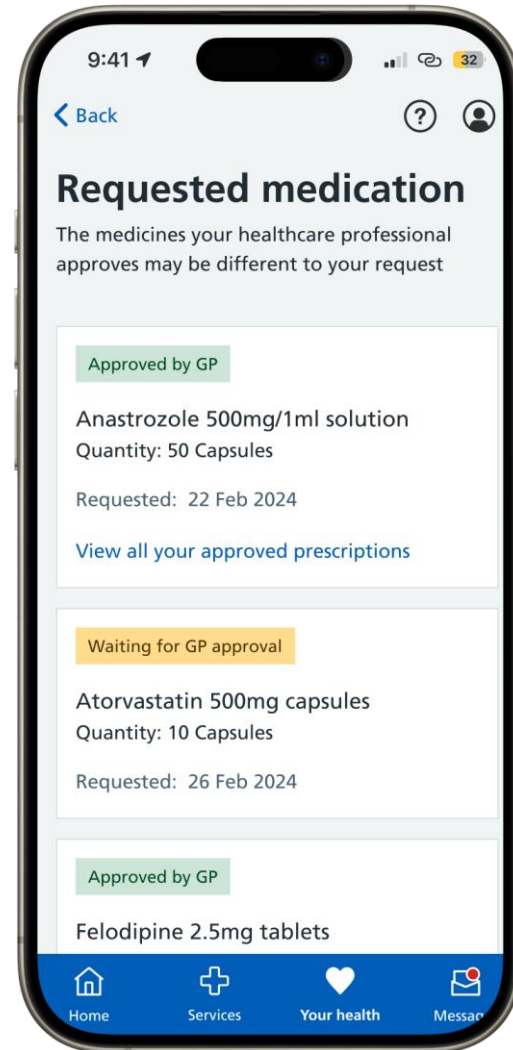 9:41
32
Back
Requested medication
The medicines your healthcare professional
approves may be different to your request
Approved by GP
Anastrozole 500mg/1ml solution
Quantity: 50 Capsules
Requested: 22 Feb 2024
View all your approved prescriptions
Waiting for GP approval
Atorvastatin 500mg capsules
Quantity: 10 Capsules
Requested: 26 Feb 2024
Approved by GP
Felodipine 2.5mg tablets
Home Services Your health Messag